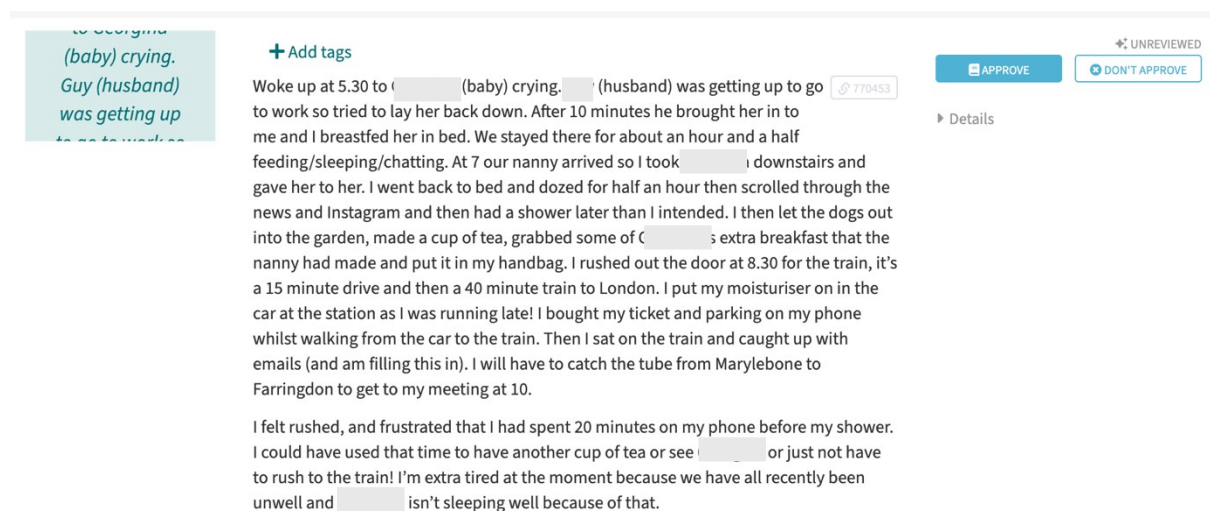 (baby) crying.
Guy (husband)
was getting up
Add tags
Woke up at 5.30 to (baby) crying. (husband) was getting up to go
770453
to work so tried to lay her back down. After 10 minutes he brought her in to
me and I breastfed her in bed. We stayed there for about an hour and a half
feeding/sleeping/chatting. At 7 our nanny arrived so I took downstairs and
gave her to her. I went back to bed and dozed for half an hour then scrolled through the
news and Instagram and then had a shower later than I intended. I then let the dogs out
into the garden, made a cup of tea, grabbed some of s extra breakfast that the
nanny had made and put it in my handbag. I rushed out the door at 8.30 for the train, it’s
a 15 minute drive and then a 40 minute train to London. I put my moisturiser on in the
car at the station as I was running late! I bought my ticket and parking on my phone
whilst walking from the car to the train. Then I sat on the train and caught up with
emails (and am filling this in). I will have to catch the tube from Marylebone to
Farringdon to get to my meeting at 10.
I felt rushed, and frustrated that I had spent 20 minutes on my phone before my shower.
I could have used that time to have another cup of tea or see or just not have
to rush to the train! I’m extra tired at the moment because we have all recently been
unwell and isn’t sleeping well because of that.
UNREVIEWED
APPROVE
DON'T APPROVE
Details